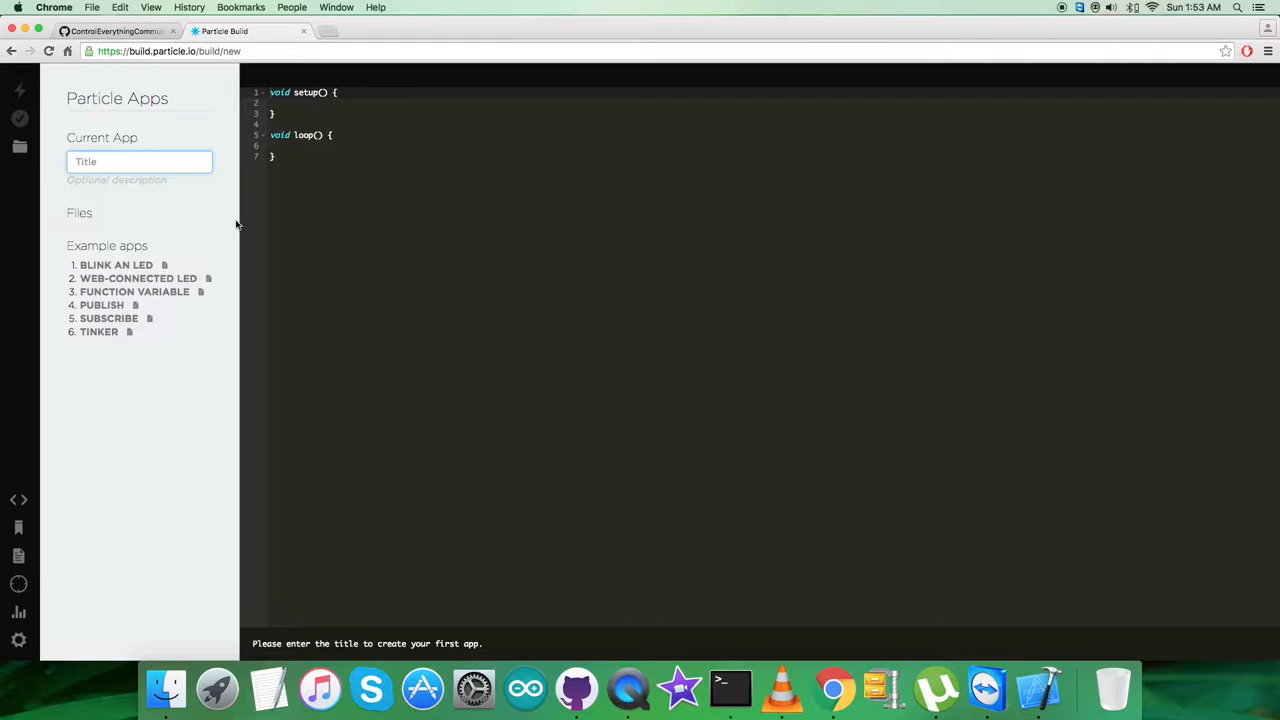 Chrome File Edit View History Bookmarks People Window Help
Sun 1:53 AM
ControlEverythingCommun
Particle Build
https://build.particle.io/build/new
Particle Apps
Current App
Title
Optional description
Files
Example apps
1. BLINK AN LED
2. WEB-CONNECTED LED
3. FUNCTION VARIABLE
4. PUBLISH
5. SUBSCRIBE
6. TINKER
1 void setup() {
2
3 }
4
5 void loop() {
6
7 }
Please enter the title to create your first app.